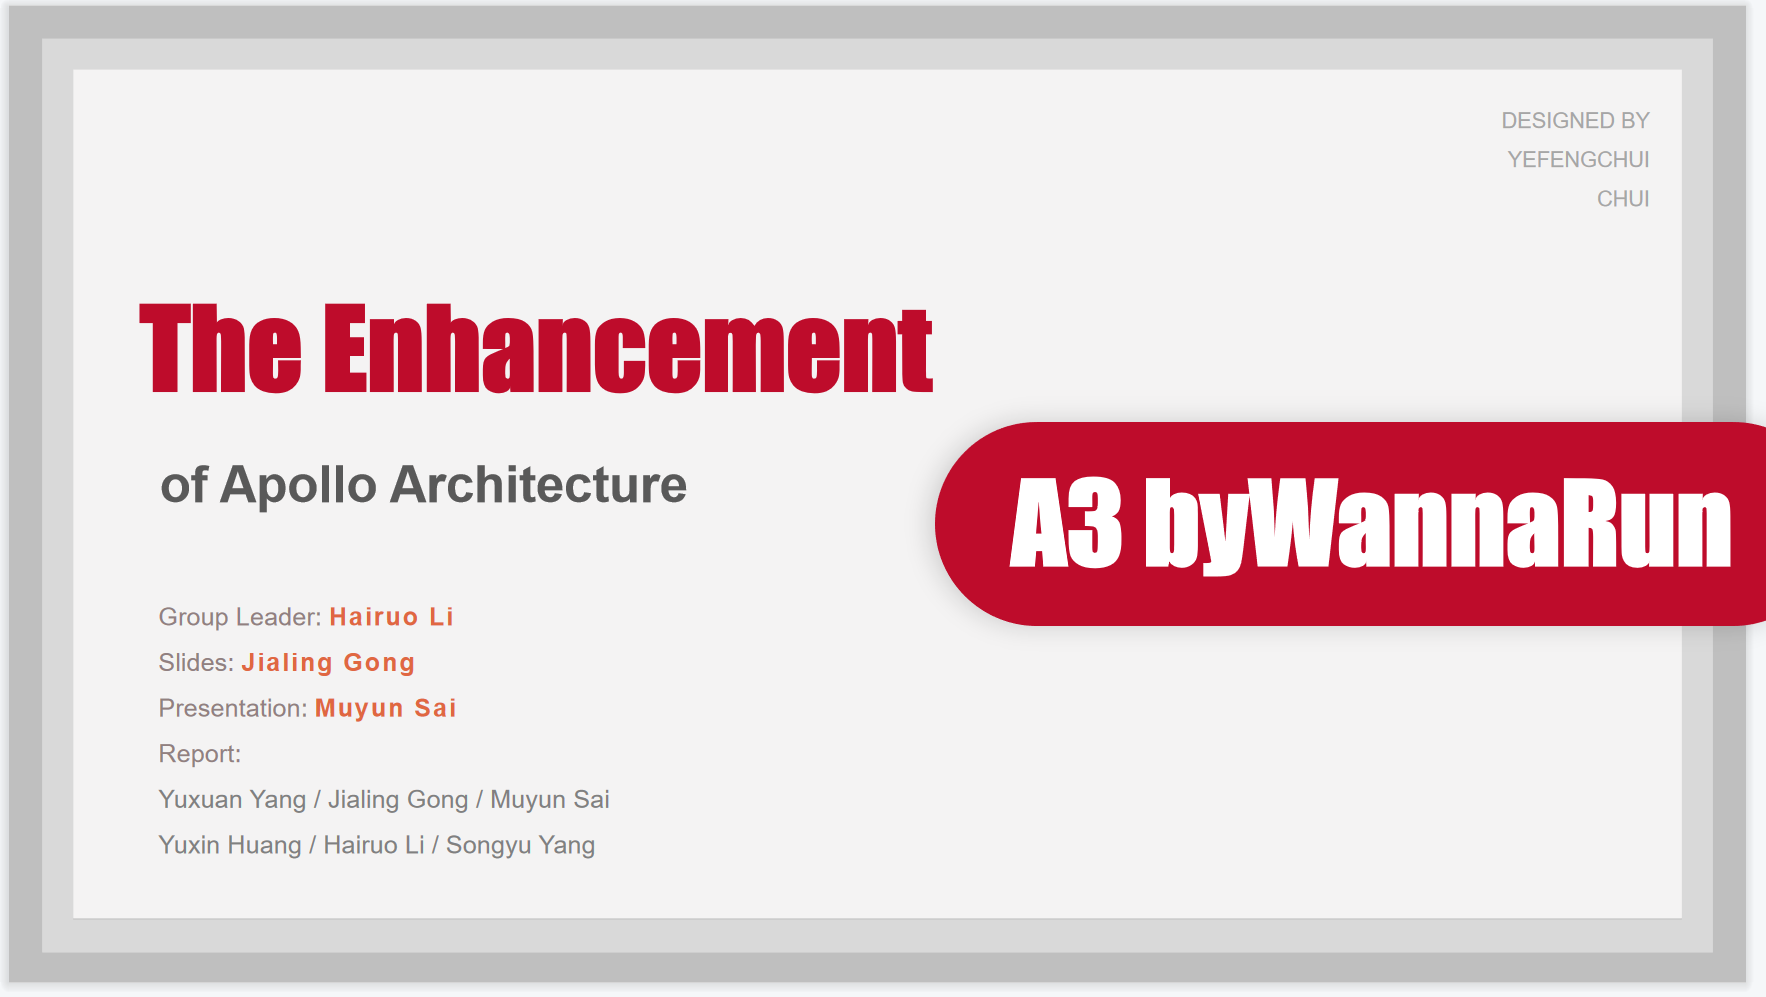 DESIGNED BY
YEFENGCHUI
CHUI
The Enhancement
of Apollo Architecture
A3 byWannaRun
Group Leader: Hairuo Li
Slides: Jialing Gong
Presentation: Muyun Sai
Report:
Yuxuan Yang / Jialing Gong / Muyun Sai
Yuxin Huang / Hairuo Li / Songyu Yang